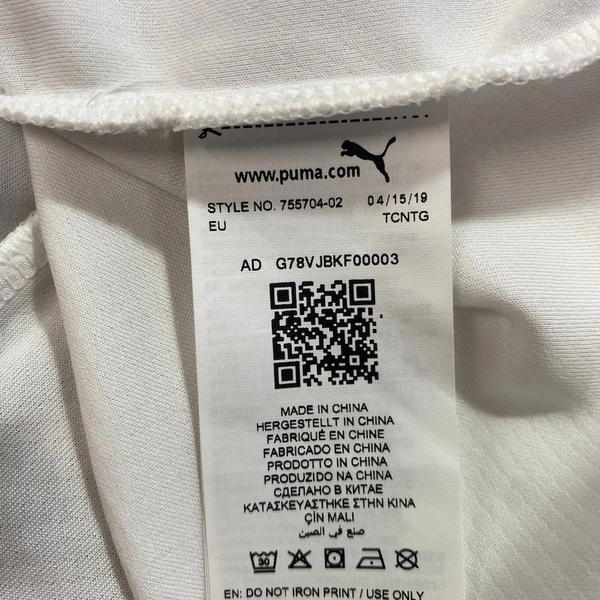 www.puma.com
STYLE NO. 755704-02 04/15/19
EU TCNTG
AD G78VJBKF00003
MADE IN CHINA
HERGESTELLT IN CHINA
FABRIQUÉ EN CHINE
FABRICADO EN CHINA
PRODOTTO IN CHINA
PRODUZIDO NA CHINA
СДЕЛАНО В КИТАЕ
ΚΑΤΑΣΚΕΥΑΣΤΗΚΕ ΣΤΗΝ ΚΙΝΑ
ÇİN MALI
صنع في الصين
30
EN: DO NOT IRON PRINT / USE ONLY